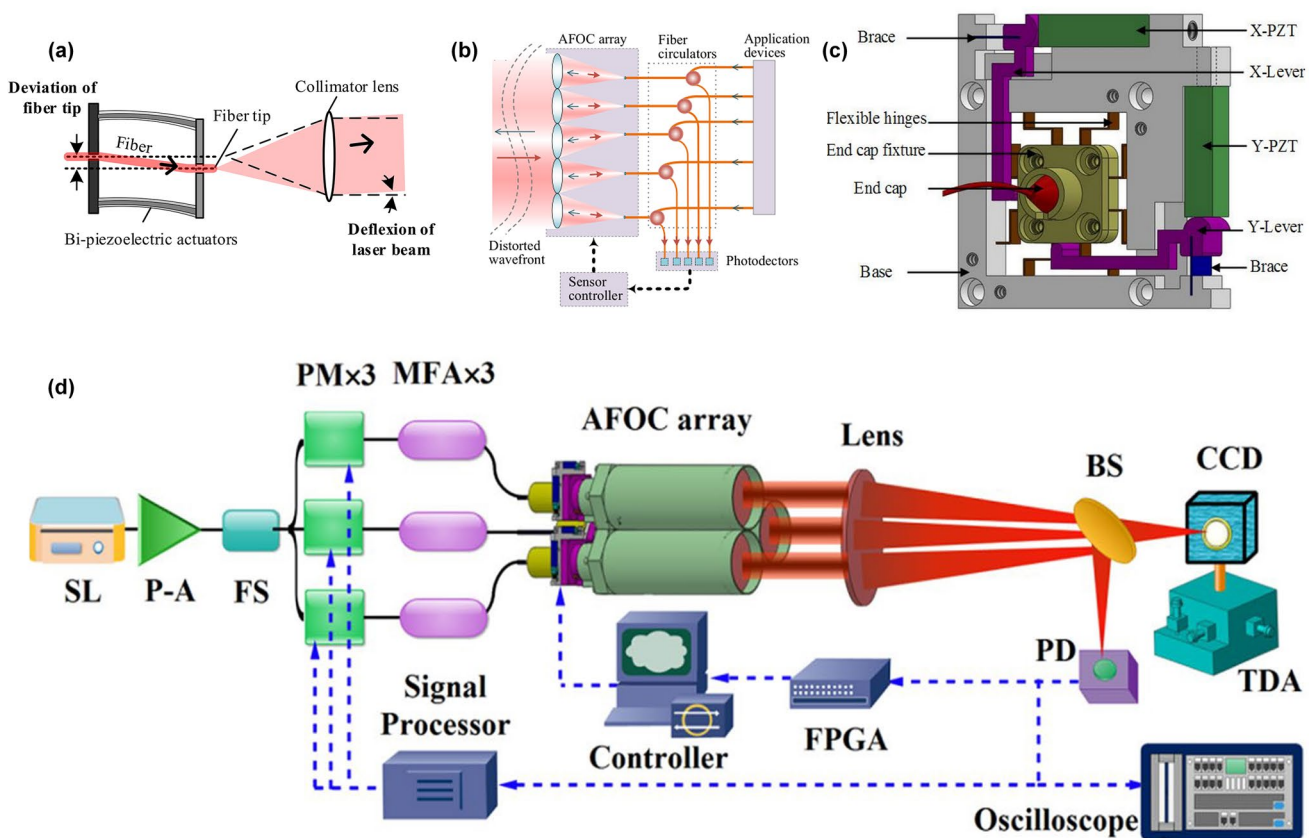 (a)
Deviation of
fiber tip
Fiber
Fiber tip
Collimator lens
Bi-piezoelectric actuators
Deflexion of
laser beam
(b)
AFOC array
Fiber
circulators
Application
devices
Distorted
wavefront
Sensor
controller
Photodectors
(c)
Brace
X-PZT
X-Lever
Flexible hinges
End cap fixture
Y-PZT
End cap
Y-Lever
Base
Brace
(d)
PM×3
MFA×3
AFOC array
Lens
BS
CCD
SL
P-A
FS
PD
TDA
Signal
Processor
Controller
FPGA
Oscilloscope